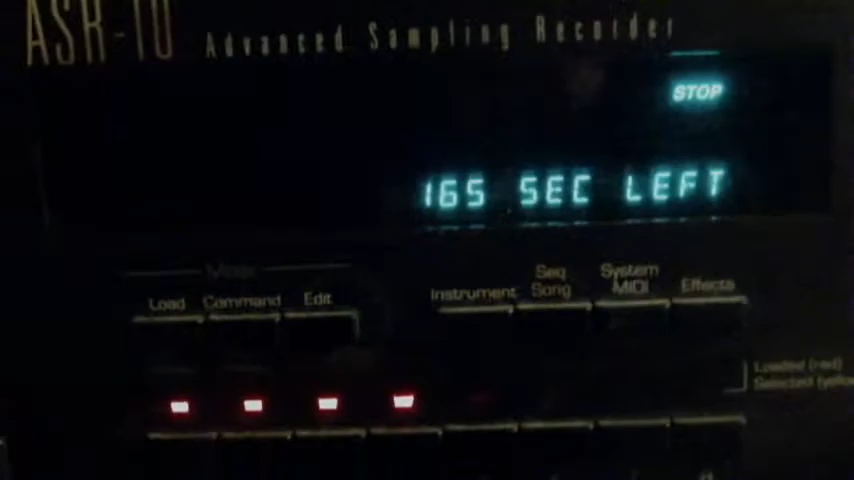 ASR-10 Advanced Sampling Recorder
STOP
165 SEC LEFT
Load Command Edit Instrument Seq Song System MIDI Effects
Loaded (red)
Selected (yellow